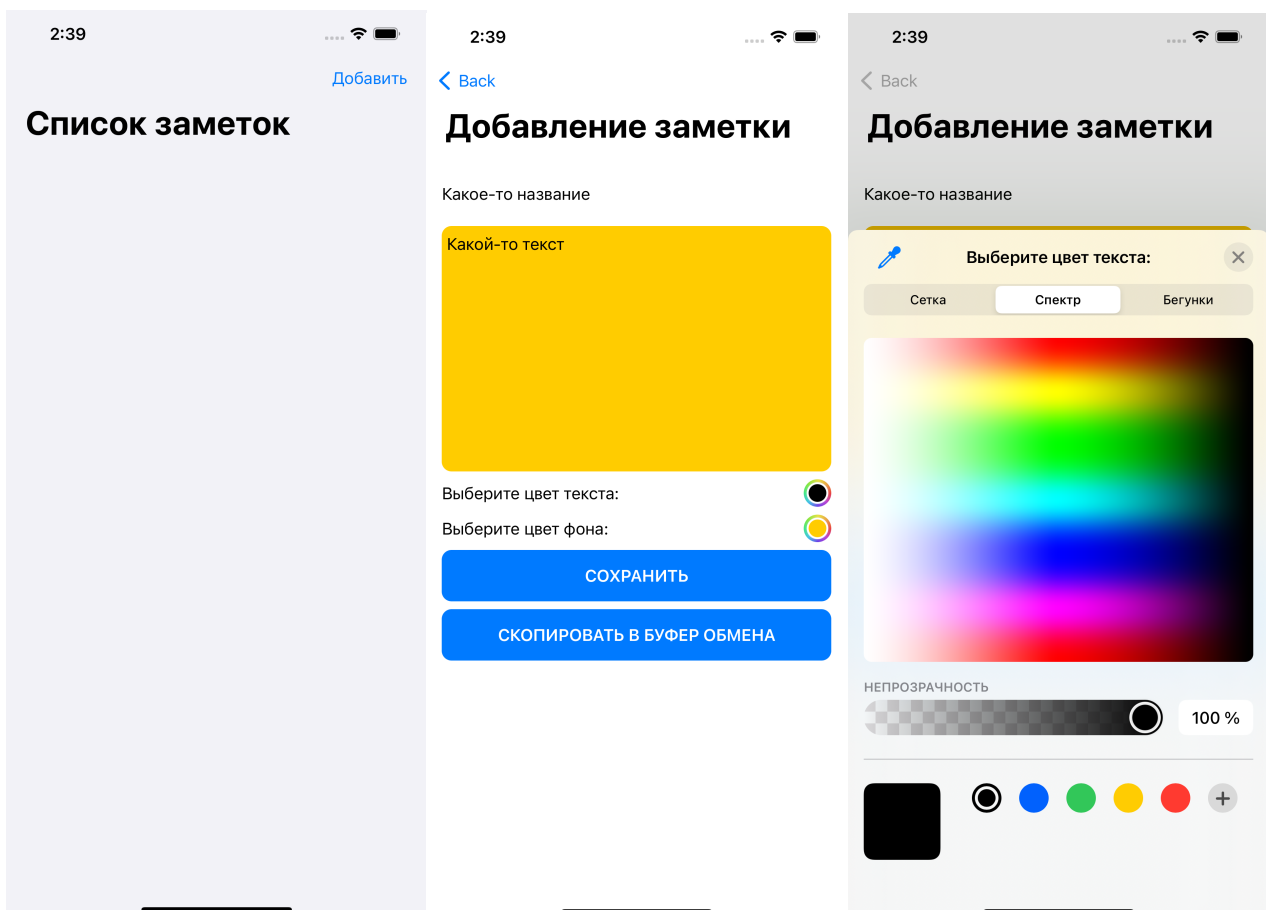 2:39
Добавить
Список заметок
2:39
Back
Добавление заметки
Какое-то название
Какой-то текст
Выберите цвет текста:
Выберите цвет фона:
СОХРАНИТЬ
СКОПИРОВАТЬ В БУФЕР ОБМЕНА
2:39
Back
Добавление заметки
Какое-то название
Выберите цвет текста:
Сетка Спектр Бегунки
НЕПРОЗРАЧНОСТЬ
100 %